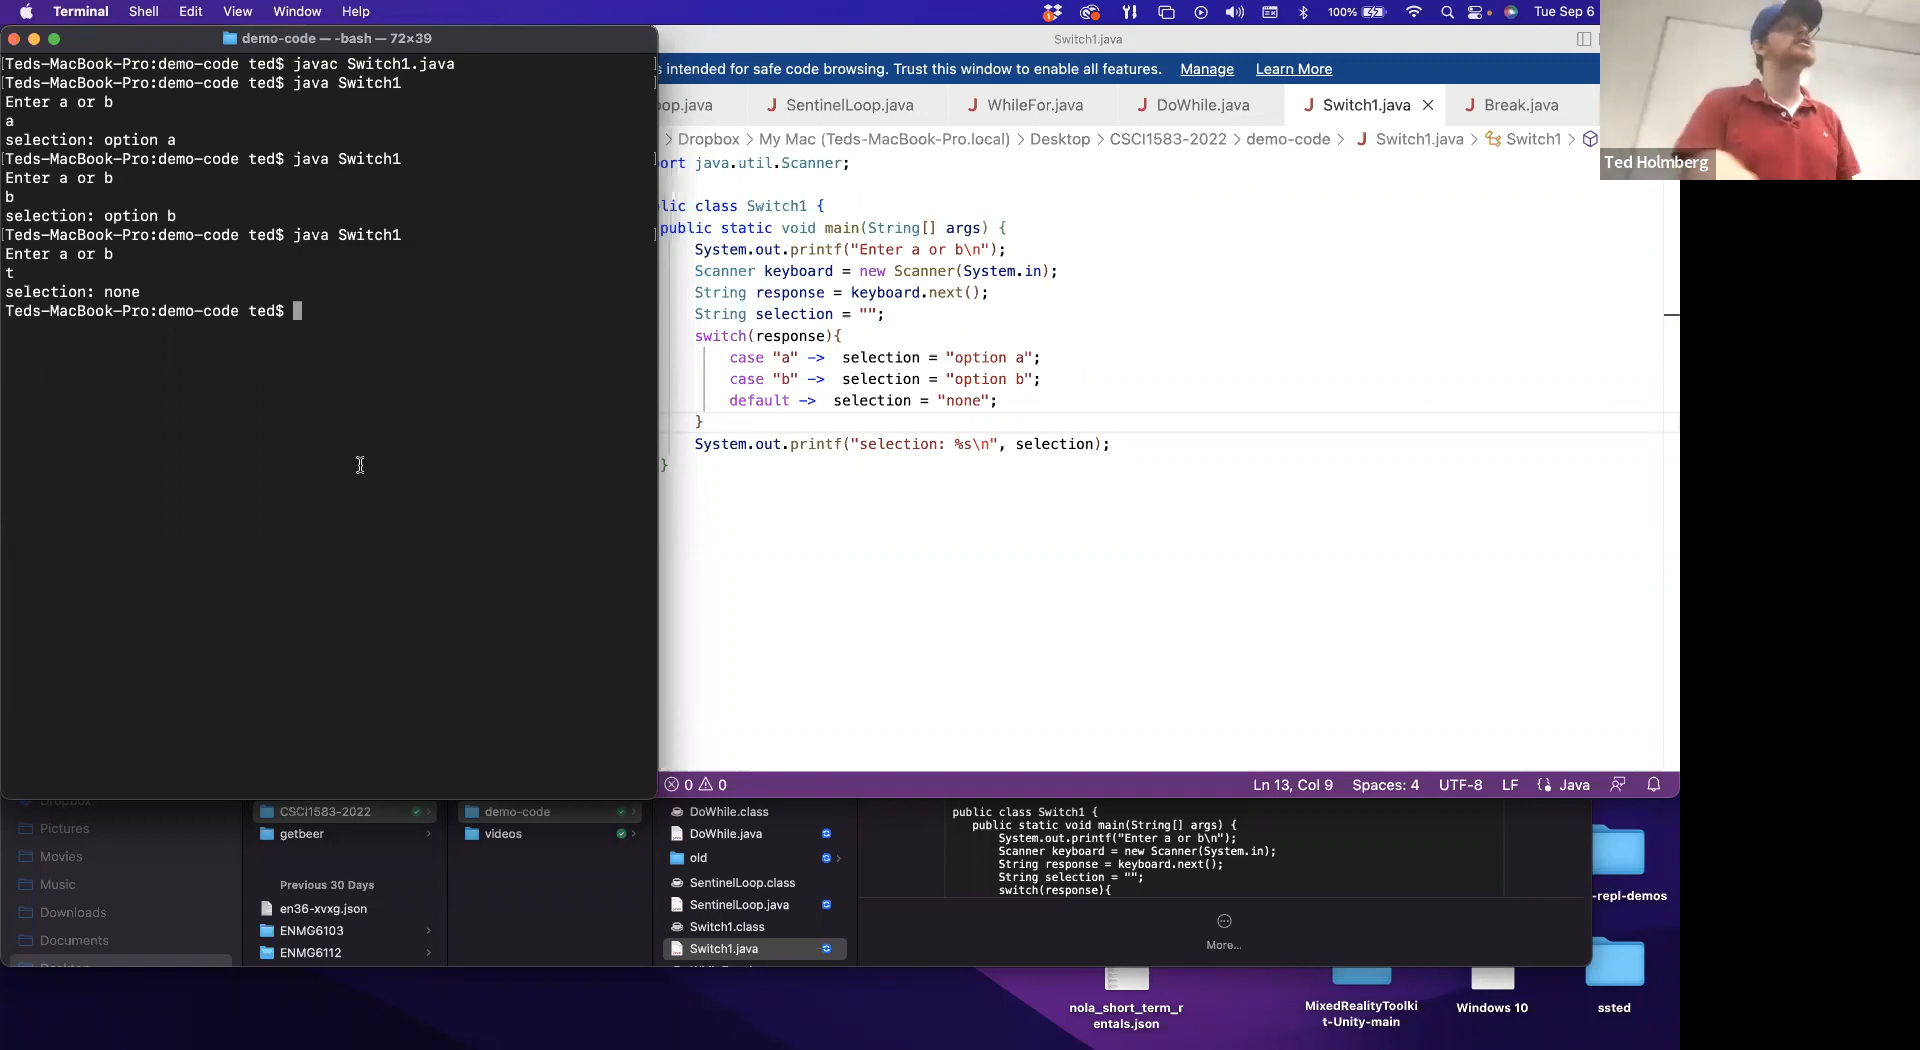 Terminal Shell Edit View Window Help
100% Tue Sep 6
demo-code — -bash — 72×39
Teds-MacBook-Pro:demo-code ted$ javac Switch1.java
Teds-MacBook-Pro:demo-code ted$ java Switch1
Enter a or b
a
selection: option a
Teds-MacBook-Pro:demo-code ted$ java Switch1
Enter a or b
b
selection: option b
Teds-MacBook-Pro:demo-code ted$ java Switch1
Enter a or b
t
selection: none
Teds-MacBook-Pro:demo-code ted$
Switch1.java
intended for safe code browsing. Trust this window to enable all features. Manage Learn More
op.java SentinelLoop.java WhileFor.java DoWhile.java Switch1.java Break.java
Dropbox > My Mac (Teds-MacBook-Pro.local) > Desktop > CSCI1583-2022 > demo-code > Switch1.java > Switch1 >
ort java.util.Scanner;
lic class Switch1 {
public static void main(String[] args) {
System.out.printf("Enter a or b\n");
Scanner keyboard = new Scanner(System.in);
String response = keyboard.next();
String selection = "";
switch(response){
case "a" -> selection = "option a";
case "b" -> selection = "option b";
default -> selection = "none";
}
System.out.printf("selection: %s\n", selection);
}
0 0 Ln 13, Col 9 Spaces: 4 UTF-8 LF Java
Ted Holmberg
Dropbox
Pictures
Movies
Music
Downloads
Documents
CSCI1583-2022
getbeer
Previous 30 Days
en36-xvxg.json
ENMG6103
ENMG6112
demo-code
videos
DoWhile.class
DoWhile.java
old
SentinelLoop.class
SentinelLoop.java
Switch1.class
Switch1.java
public class Switch1 {
public static void main(String[] args) {
System.out.printf("Enter a or b\n");
Scanner keyboard = new Scanner(System.in);
String response = keyboard.next();
String selection = "";
switch(response){
More...
-repl-demos
nola_short_term_r
entals.json
MixedRealityToolki
t-Unity-main
Windows 10
ssted